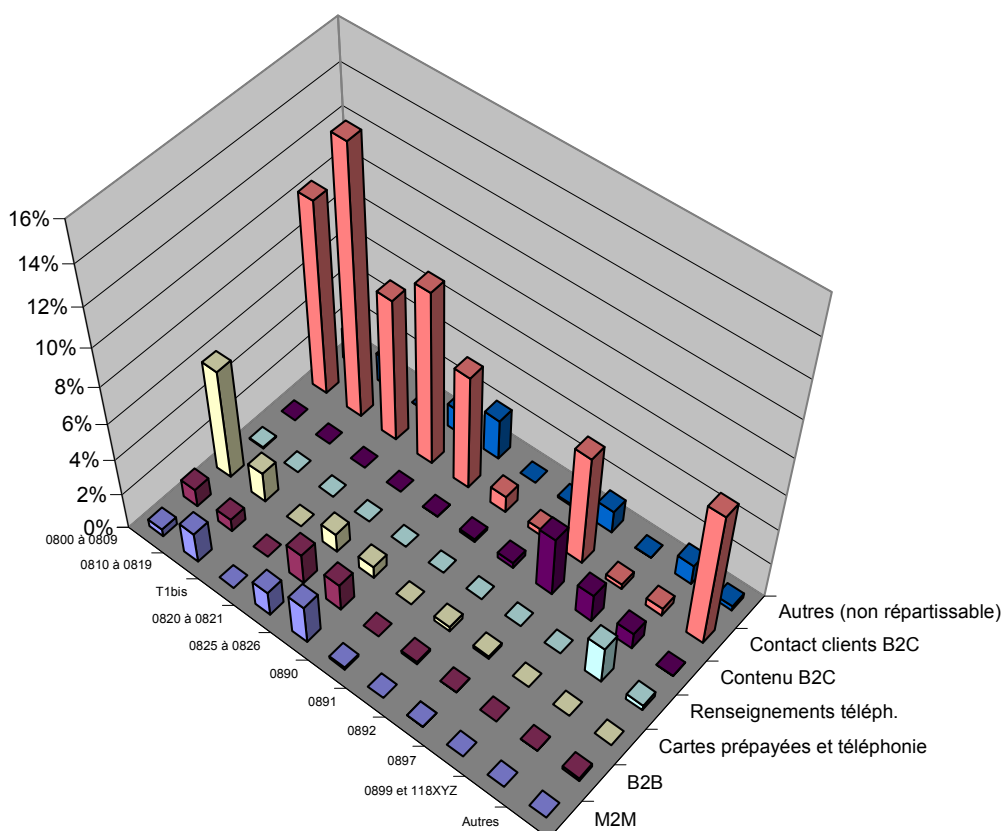 16%
14%
12%
10%
8%
6%
4%
2%
0%
0800 à 0809
0810 à 0819
T1bis
0820 à 0821
0825 à 0826
0890
0891
0892
0897
0899 et 118XYZ
Autres
Autres (non répartissable)
Contact clients B2C
Contenu B2C
Renseignements téléph.
Cartes prépayées et téléphonie
B2B
M2M